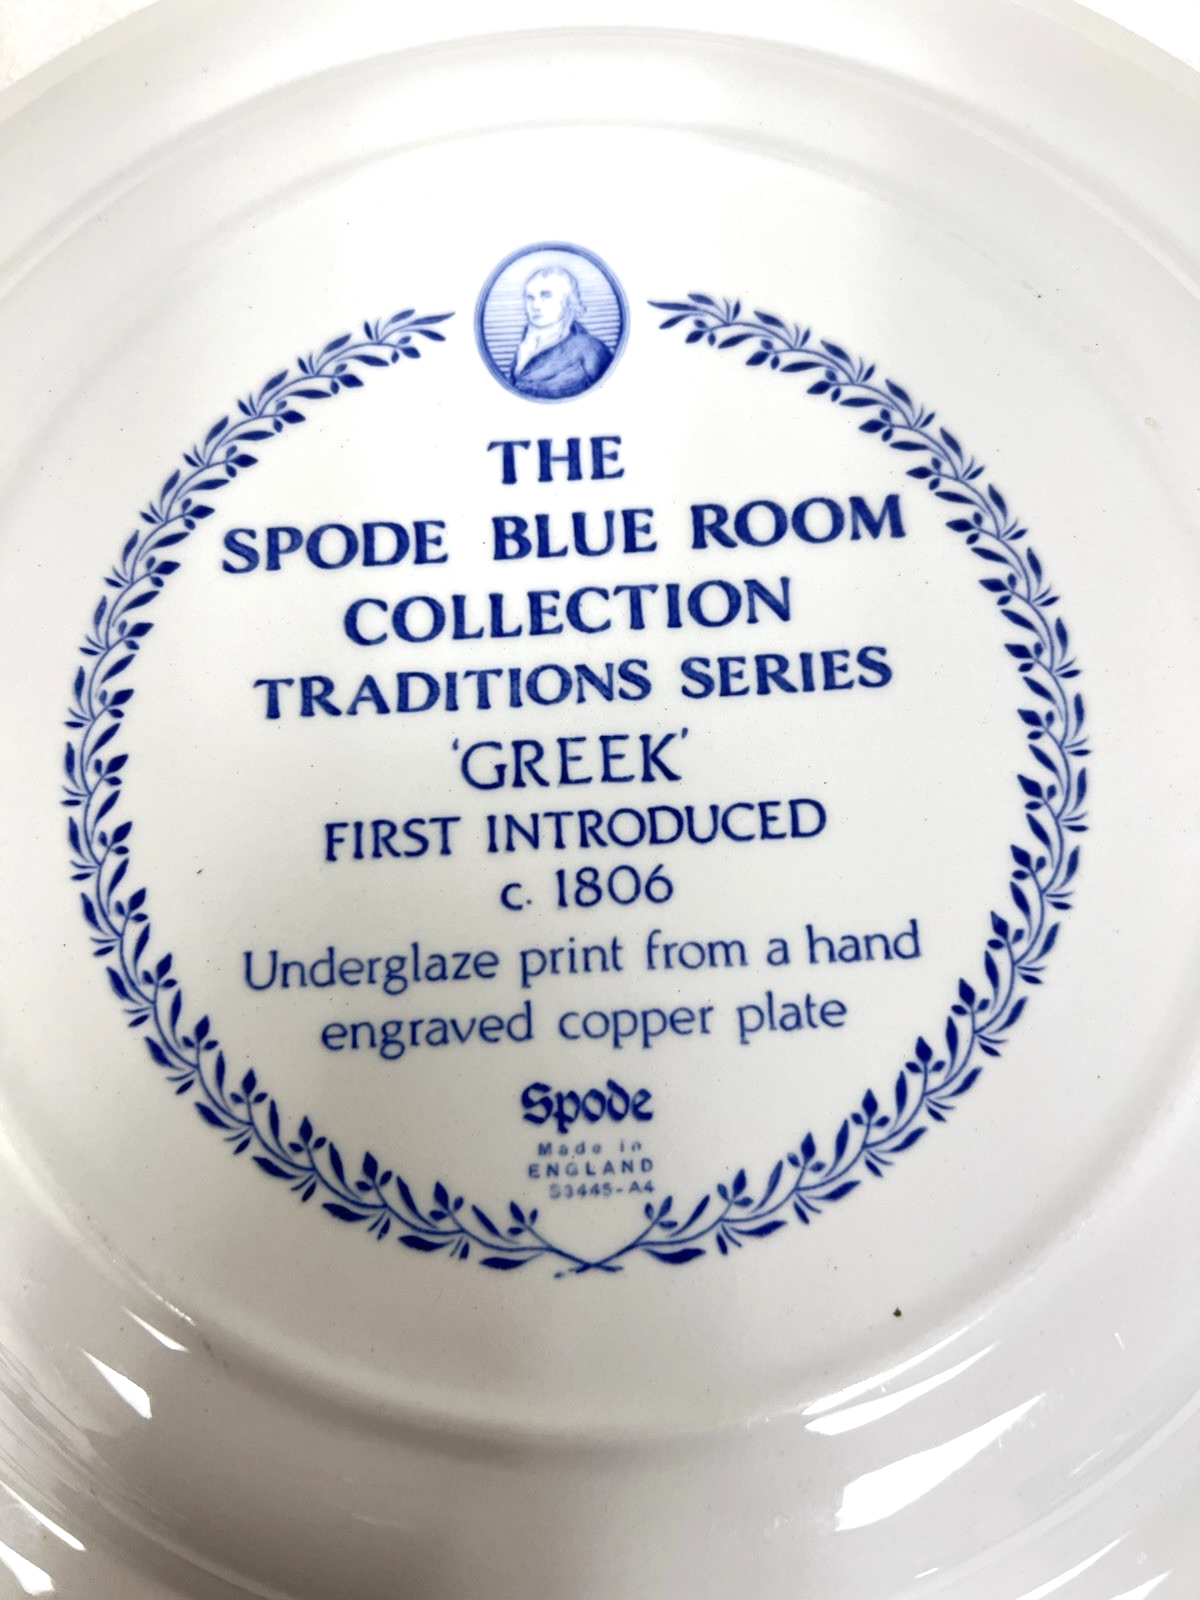 THE
SPODE BLUE ROOM
COLLECTION
TRADITIONS SERIES
‘GREEK’
FIRST INTRODUCED
c. 1806
Underglaze print from a hand
engraved copper plate
Spode
Made in
ENGLAND
S3445-A4